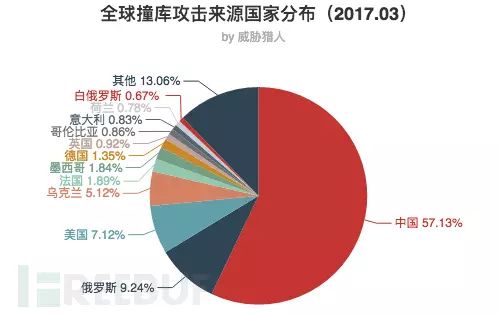 全球撞库攻击来源国家分布（2017.03）
by 威胁猎人
其他 13.06%
白俄罗斯 0.67%
荷兰 0.78%
意大利 0.83%
哥伦比亚 0.86%
英国 0.92%
德国 1.35%
墨西哥 1.84%
法国 1.89%
乌克兰 5.12%
美国 7.12%
俄罗斯 9.24%
中国 57.13%
FREEBUF